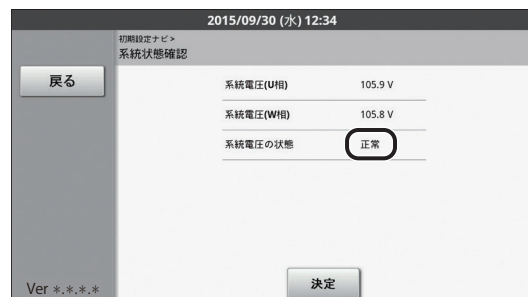 2015/09/30 (水) 12:34
初期設定ナビ>
系統状態確認
戻る
系統電圧(U相) 105.9 V
系統電圧(W相) 105.8 V
系統電圧の状態 正常
決定
Ver *.*.*.*